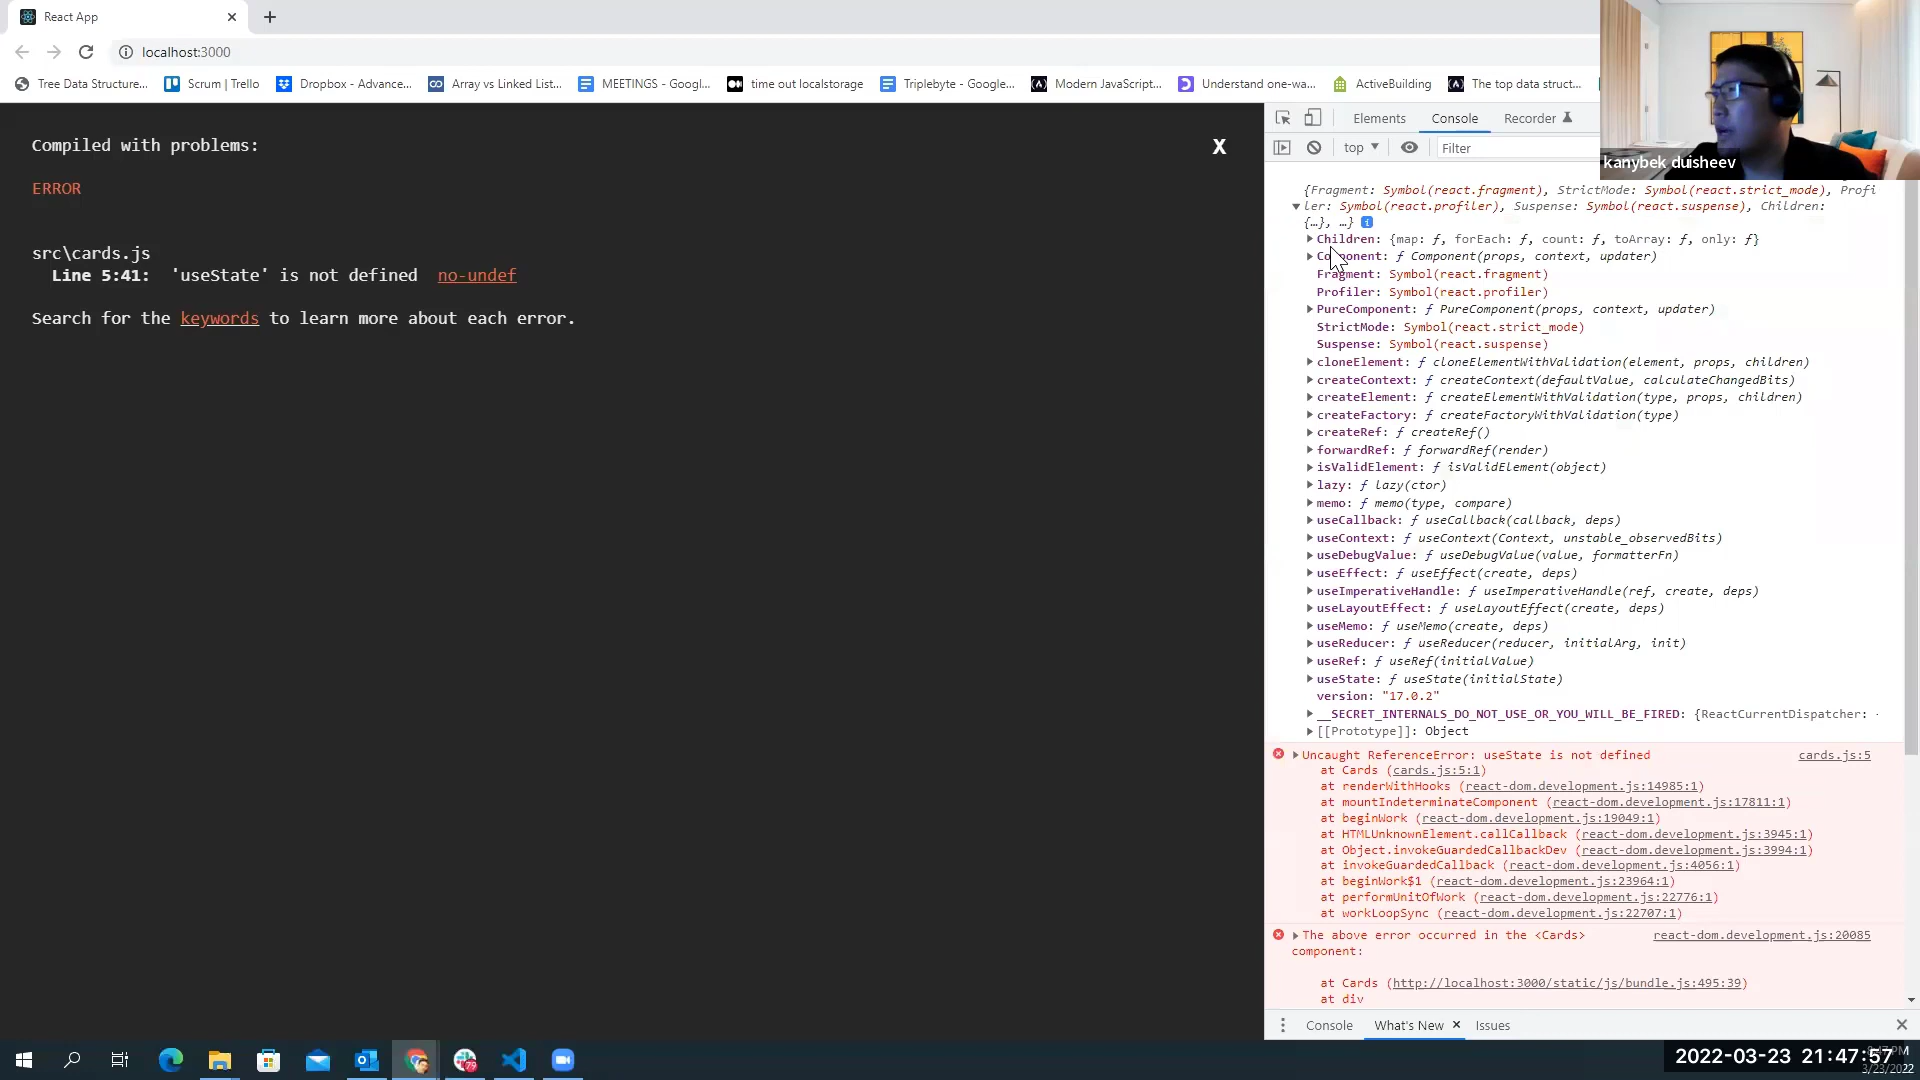 React App
localhost:3000
Tree Data Structure...
Scrum | Trello
Dropbox - Advance...
Array vs Linked List...
MEETINGS - Googl...
time out localstorage
Triplebyte - Google...
Modern JavaScript...
Understand one-wa...
ActiveBuilding
The top data struct...
kanybek duisheev
Compiled with problems:
X
ERROR
src\cards.js
Line 5:41: 'useState' is not defined no-undef
Search for the keywords to learn more about each error.
Elements
Console
Recorder
top
Filter
{Fragment: Symbol(react.fragment), StrictMode: Symbol(react.strict_mode), Profi
ler: Symbol(react.profiler), Suspense: Symbol(react.suspense), Children:
{…}, …}
Children: {map: ƒ, forEach: ƒ, count: ƒ, toArray: ƒ, only: ƒ}
Component: ƒ Component(props, context, updater)
Fragment: Symbol(react.fragment)
Profiler: Symbol(react.profiler)
PureComponent: ƒ PureComponent(props, context, updater)
StrictMode: Symbol(react.strict_mode)
Suspense: Symbol(react.suspense)
cloneElement: ƒ cloneElementWithValidation(element, props, children)
createContext: ƒ createContext(defaultValue, calculateChangedBits)
createElement: ƒ createElementWithValidation(type, props, children)
createFactory: ƒ createFactoryWithValidation(type)
createRef: ƒ createRef()
forwardRef: ƒ forwardRef(render)
isValidElement: ƒ isValidElement(object)
lazy: ƒ lazy(ctor)
memo: ƒ memo(type, compare)
useCallback: ƒ useCallback(callback, deps)
useContext: ƒ useContext(Context, unstable_observedBits)
useDebugValue: ƒ useDebugValue(value, formatterFn)
useEffect: ƒ useEffect(create, deps)
useImperativeHandle: ƒ useImperativeHandle(ref, create, deps)
useLayoutEffect: ƒ useLayoutEffect(create, deps)
useMemo: ƒ useMemo(create, deps)
useReducer: ƒ useReducer(reducer, initialArg, init)
useRef: ƒ useRef(initialValue)
useState: ƒ useState(initialState)
version: "17.0.2"
__SECRET_INTERNALS_DO_NOT_USE_OR_YOU_WILL_BE_FIRED: {ReactCurrentDispatcher:
[[Prototype]]: Object
Uncaught ReferenceError: useState is not defined cards.js:5
at Cards (cards.js:5:1)
at renderWithHooks (react-dom.development.js:14985:1)
at mountIndeterminateComponent (react-dom.development.js:17811:1)
at beginWork (react-dom.development.js:19049:1)
at HTMLUnknownElement.callCallback (react-dom.development.js:3945:1)
at Object.invokeGuardedCallbackDev (react-dom.development.js:3994:1)
at invokeGuardedCallback (react-dom.development.js:4056:1)
at beginWork$1 (react-dom.development.js:23964:1)
at performUnitOfWork (react-dom.development.js:22776:1)
at workLoopSync (react-dom.development.js:22707:1)
The above error occurred in the <Cards> react-dom.development.js:20085
component:
at Cards (http://localhost:3000/static/js/bundle.js:495:39)
at div
Console
What's New
Issues
2022-03-23 21:47:57
3/23/2022